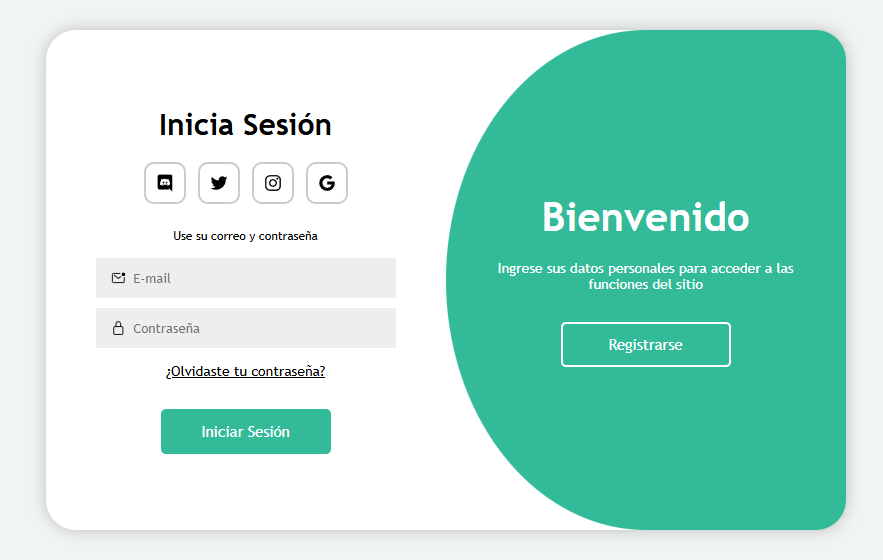 Inicia Sesión
Use su correo y contraseña
E-mail
Contraseña
¿Olvidaste tu contraseña?
Iniciar Sesión
Bienvenido
Ingrese sus datos personales para acceder a las
funciones del sitio
Registrarse